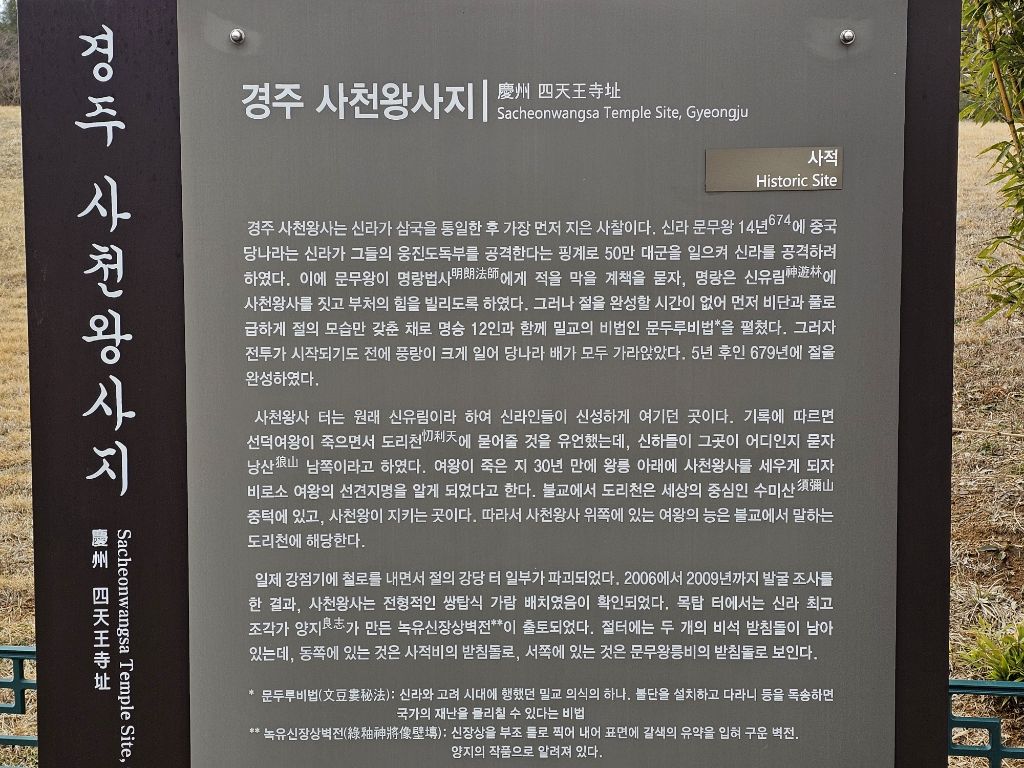 경주 사천왕사지
慶州 四天王寺址
Sacheonwangsa Temple Site,
경주 사천왕사지
慶州 四天王寺址
Sacheonwangsa Temple Site, Gyeongju
사적
Historic Site
경주 사천왕사는 신라가 삼국을 통일한 후 가장 먼저 지은 사찰이다. 신라 문무왕 14년674에 중국
당나라는 신라가 그들의 웅진도독부를 공격한다는 핑계로 50만 대군을 일으켜 신라를 공격하려
하였다. 이에 문무왕이 명랑법사明朗法師에게 적을 막을 계책을 묻자, 명랑은 신유림神遊林에
사천왕사를 짓고 부처의 힘을 빌리도록 하였다. 그러나 절을 완성할 시간이 없어 먼저 비단과 풀로
급하게 절의 모습만 갖춘 채로 명승 12인과 함께 밀교의 비법인 문두루비법*을 펼쳤다. 그러자
전투가 시작되기도 전에 풍랑이 크게 일어 당나라 배가 모두 가라앉았다. 5년 후인 679년에 절을
완성하였다.
사천왕사 터는 원래 신유림이라 하여 신라인들이 신성하게 여기던 곳이다. 기록에 따르면
선덕여왕이 죽으면서 도리천忉利天에 묻어줄 것을 유언했는데, 신하들이 그곳이 어디인지 묻자
낭산狼山 남쪽이라고 하였다. 여왕이 죽은 지 30년 만에 왕릉 아래에 사천왕사를 세우게 되자
비로소 여왕의 선견지명을 알게 되었다고 한다. 불교에서 도리천은 세상의 중심인 수미산須彌山
중턱에 있고, 사천왕이 지키는 곳이다. 따라서 사천왕사 위쪽에 있는 여왕의 능은 불교에서 말하는
도리천에 해당한다.
일제 강점기에 철로를 내면서 절의 강당 터 일부가 파괴되었다. 2006에서 2009년까지 발굴 조사를
한 결과, 사천왕사는 전형적인 쌍탑식 가람 배치였음이 확인되었다. 목탑 터에서는 신라 최고
조각가 양지良志가 만든 녹유신장상벽전**이 출토되었다. 절터에는 두 개의 비석 받침돌이 남아
있는데, 동쪽에 있는 것은 사적비의 받침돌로, 서쪽에 있는 것은 문무왕릉비의 받침돌로 보인다.
* 문두루비법(文豆婁秘法): 신라와 고려 시대에 행했던 밀교 의식의 하나. 불단을 설치하고 다라니 등을 독송하면
국가의 재난을 물리칠 수 있다는 비법
** 녹유신장상벽전(綠釉神將像壁塼): 신장상을 부조 틀로 찍어 내어 표면에 갈색의 유약을 입혀 구운 벽전.
양지의 작품으로 알려져 있다.